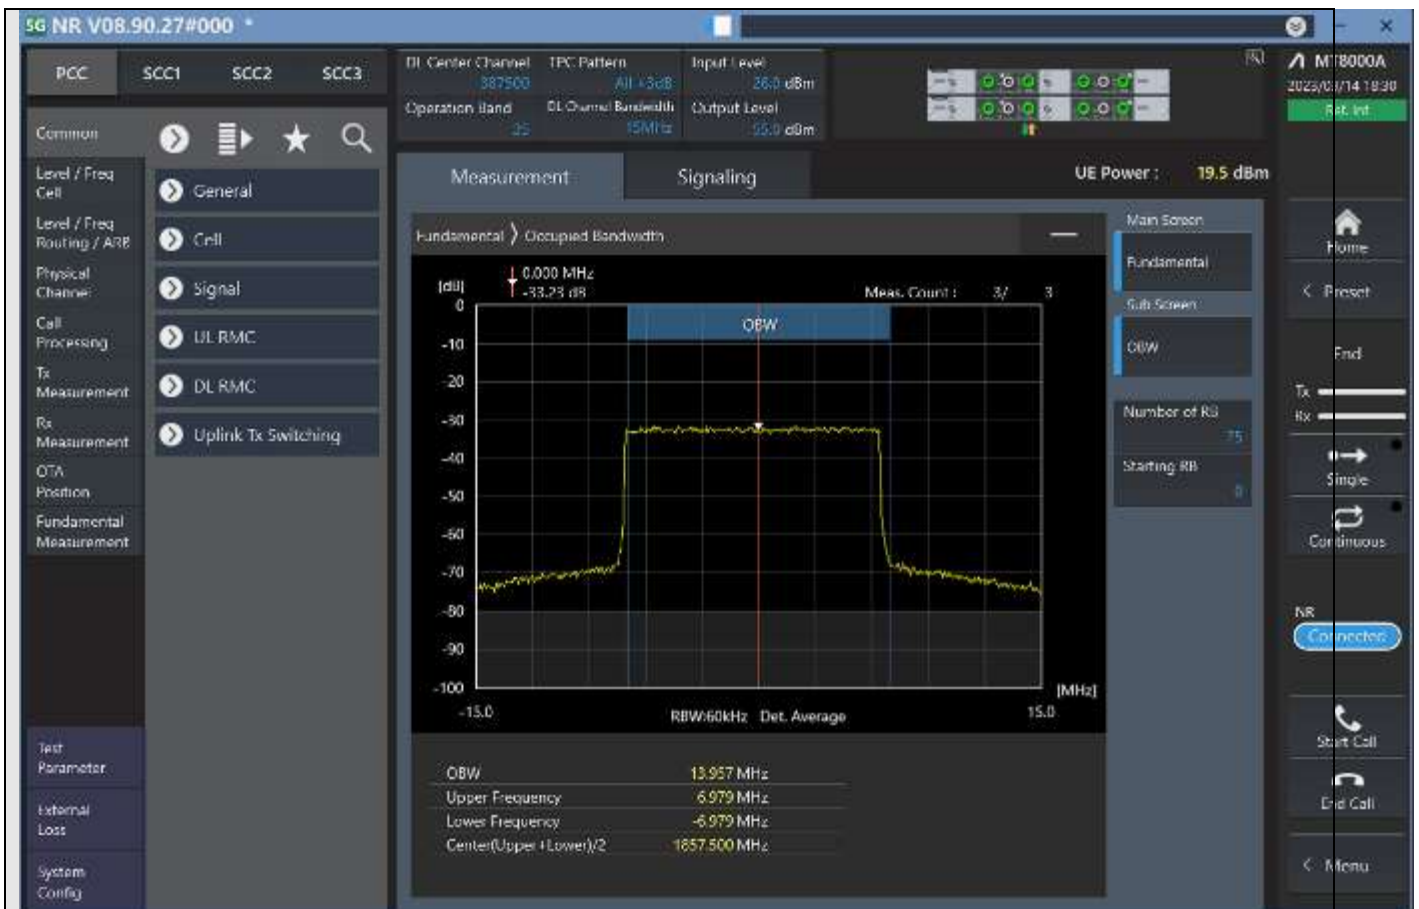 5G NR V08.90.27#000 *
PCC SCC1 SCC2 SCC3
DL Center Channel TPC Pattern Input Level
387500 All +3dB 26.0 dBm
Operation Band DL Channel Bandwidth Output Level
25 15MHz dBm
MT8000A
18:30
Common
Level / Freq
Cell
Level / Freq
Routing / ARB
Physical
Channel
Call
Processing
Tx
Measurement
Rx
Measurement
OTA
Position
Fundamental
Measurement
Test
Parameter
External
Loss
System
Config
General
Cell
Signal
UL RMC
DL RMC
Uplink Tx Switching
Measurement Signaling UE Power : 19.5 dBm
Fundamental > Occupied Bandwidth
[dB] 0.000 MHz
-33.23 dB Meas. Count : 3/ 3
OBW
0
-10
-20
-30
-40
-50
-60
-70
-80
-90
-100
[MHz]
-15.0 RBW:60kHz Det. Average 15.0
OBW 13.957 MHz
Upper Frequency 6.979 MHz
Lower Frequency -6.979 MHz
Center(Upper+Lower)/2 1857.500 MHz
Main Screen
Fundamental
Sub Screen
OBW
Number of RB
75
Starting RB
0
Home
< Preset
End
Tx
Rx
Single
Continuous
NR
Connected
Start Call
End Call
< Menu